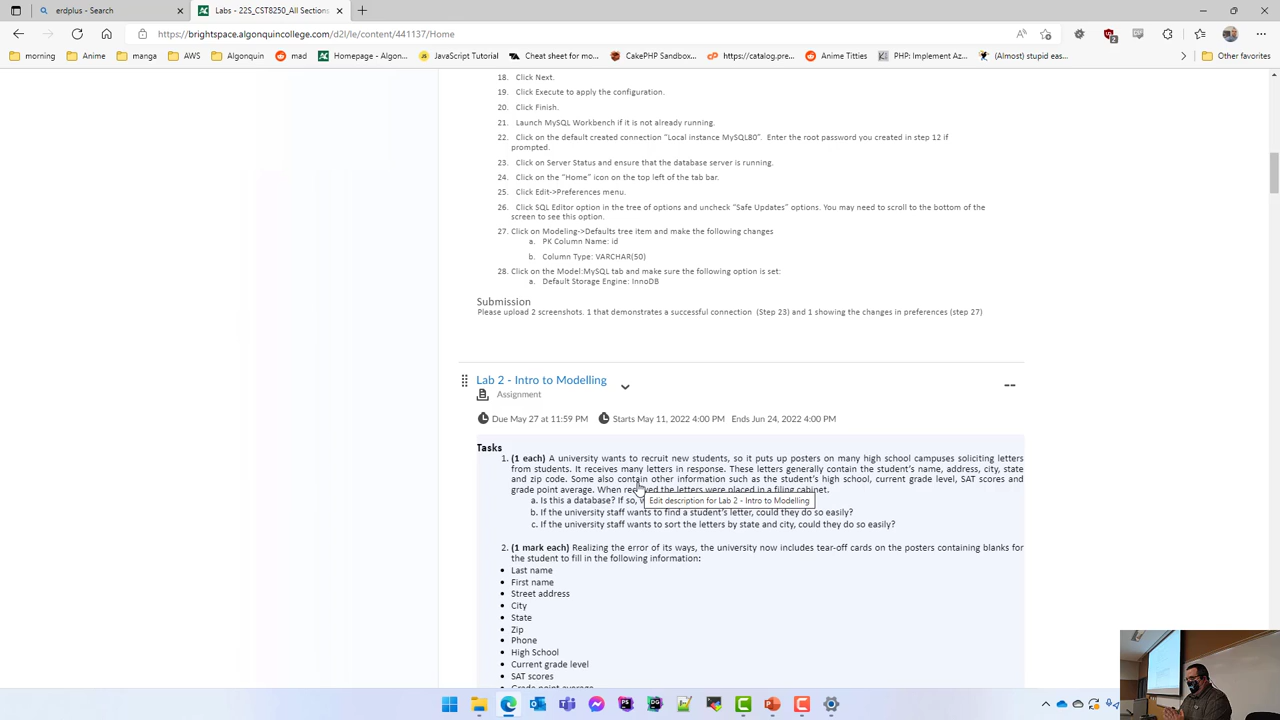 erdplus - Search
Labs - 22S_CST8250_All Sections
https://brightspace.algonquincollege.com/d2l/le/content/441137/Home
2
morning
Anime
manga
AWS
Algonquin
mad
Homepage - Algon...
JavaScript Tutorial
Cheat sheet for mo...
CakePHP Sandbox...
https://catalog.pre...
Anime Titties
PHP: Implement Az...
(Almost) stupid eas...
Other favorites
18. Click Next.
19. Click Execute to apply the configuration.
20. Click Finish.
21. Launch MySQL Workbench if it is not already running.
22. Click on the default created connection “Local instance MySQL80”. Enter the root password you created in step 12 if
prompted.
23. Click on Server Status and ensure that the database server is running.
24. Click on the “Home” icon on the top left of the tab bar.
25. Click Edit->Preferences menu.
26. Click SQL Editor option in the tree of options and uncheck “Safe Updates” options. You may need to scroll to the bottom of the
screen to see this option.
27. Click on Modeling->Defaults tree item and make the following changes
a. PK Column Name: id
b. Column Type: VARCHAR(50)
28. Click on the Model:MySQL tab and make sure the following option is set:
a. Default Storage Engine: InnoDB
Submission
Please upload 2 screenshots. 1 that demonstrates a successful connection (Step 23) and 1 showing the changes in preferences (step 27)
Lab 2 - Intro to Modelling
--
Assignment
Due May 27 at 11:59 PM Starts May 11, 2022 4:00 PM Ends Jun 24, 2022 4:00 PM
Tasks
1. (1 each) A university wants to recruit new students, so it puts up posters on many high school campuses soliciting letters
from students. It receives many letters in response. These letters generally contain the student’s name, address, city, state
and zip code. Some also contain other information such as the student’s high school, current grade level, SAT scores and
grade point average. When received the letters were placed in a filing cabinet.
a. Is this a database? If so,
Edit description for Lab 2 - Intro to Modelling
b. If the university staff wants to find a student’s letter, could they do so easily?
c. If the university staff wants to sort the letters by state and city, could they do so easily?
2. (1 mark each) Realizing the error of its ways, the university now includes tear-off cards on the posters containing blanks for
the student to fill in the following information:
• Last name
• First name
• Street address
• City
• State
• Zip
• Phone
• High School
• Current grade level
• SAT scores
• Grade point average